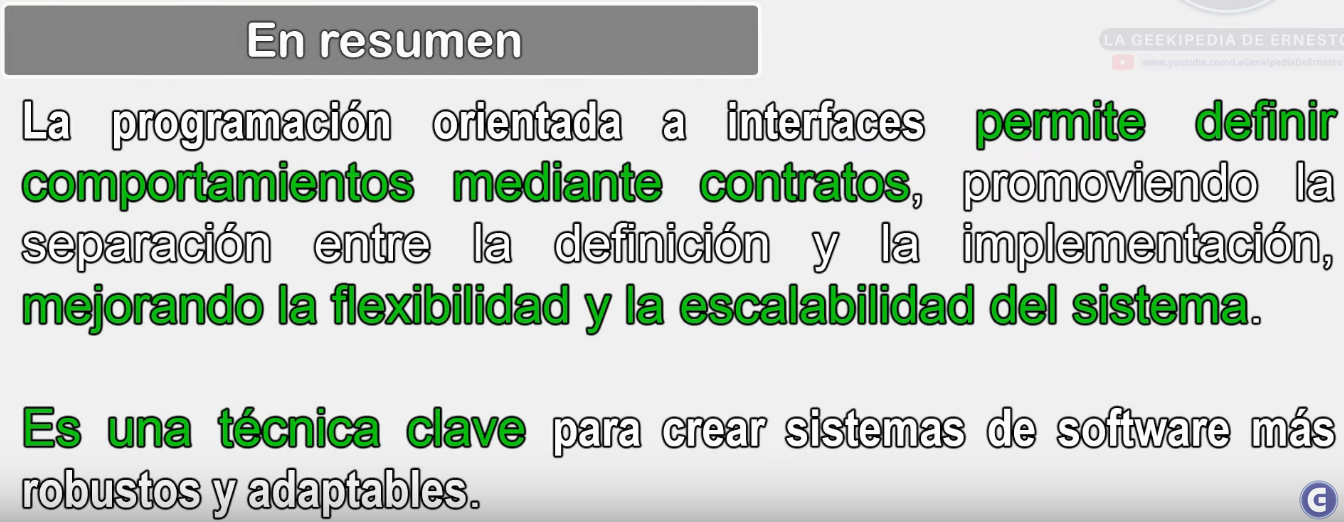 En resumen
LA GEEKIPEDIA DE ERNESTO
www.youtube.com/LaGeekipediaDeErnesto
La programación orientada a interfaces permite definir
comportamientos mediante contratos, promoviendo la
separación entre la definición y la implementación,
mejorando la flexibilidad y la escalabilidad del sistema.
Es una técnica clave para crear sistemas de software más
robustos y adaptables.
G